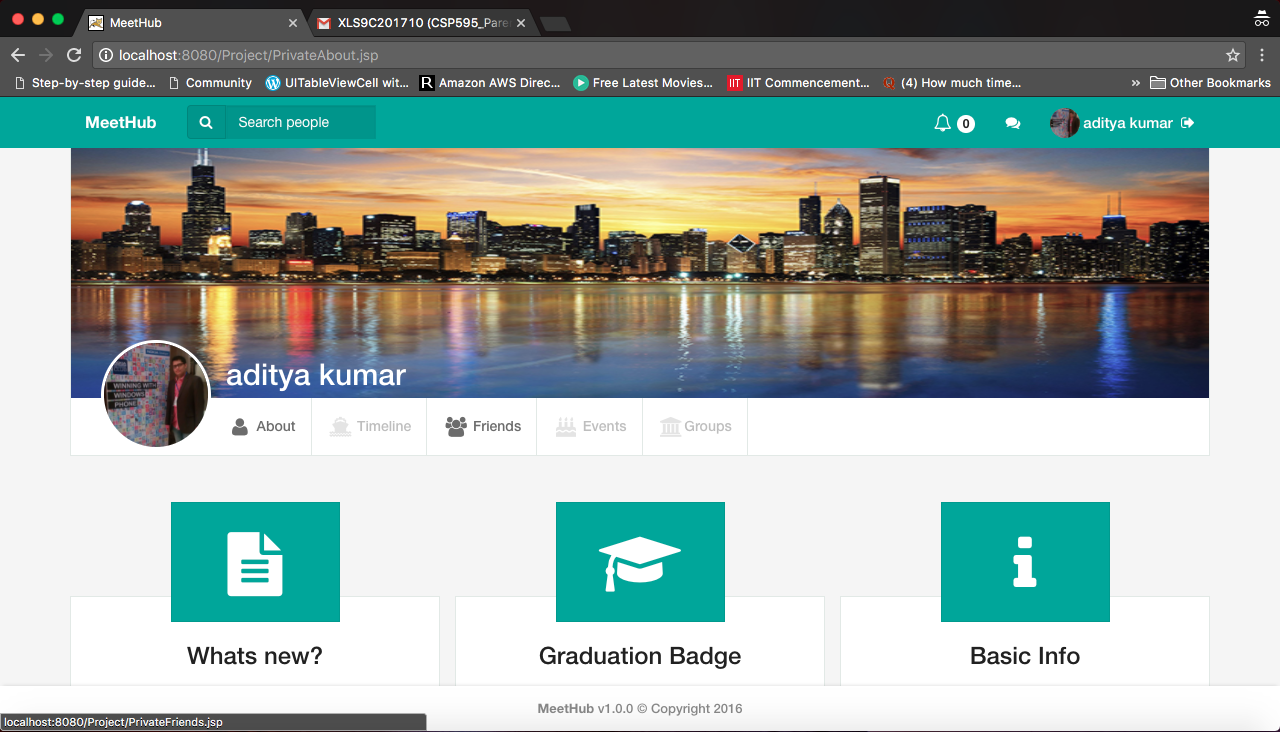 MeetHub
XLS9C201710 (CSP595_Pare
localhost:8080/Project/PrivateAbout.jsp
Step-by-step guide...
Community
UITableViewCell wit...
R
Amazon AWS Direc...
Free Latest Movies...
IIT
IIT Commencement...
(4) How much time...
»
Other Bookmarks
MeetHub
Search people
0
aditya kumar
WINNING WITH
WINDOWS
PHONE
aditya kumar
About
Timeline
Friends
Events
Groups
Whats new?
Graduation Badge
Basic Info
MeetHub v1.0.0 © Copyright 2016
localhost:8080/Project/PrivateFriends.jsp